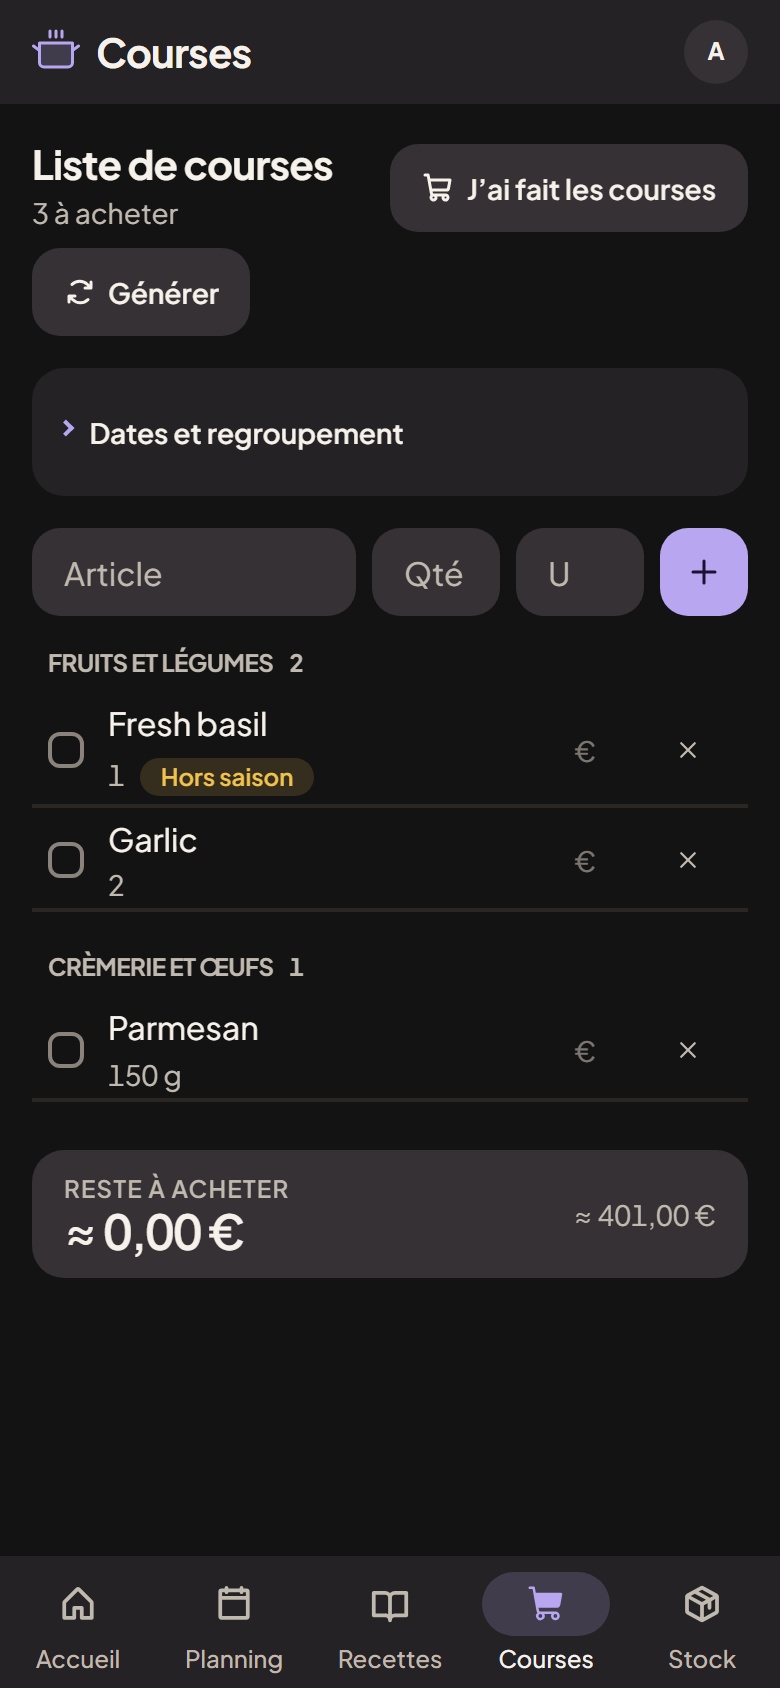 Courses
A
Liste de courses
3 à acheter
J’ai fait les courses
Générer
Dates et regroupement
Article
Qté
U
FRUITS ET LÉGUMES 2
Fresh basil
1 Hors saison
€
Garlic
2
€
CRÈMERIE ET ŒUFS 1
Parmesan
150 g
€
RESTE À ACHETER
≈ 0,00 €
≈ 401,00 €
Accueil
Planning
Recettes
Courses
Stock